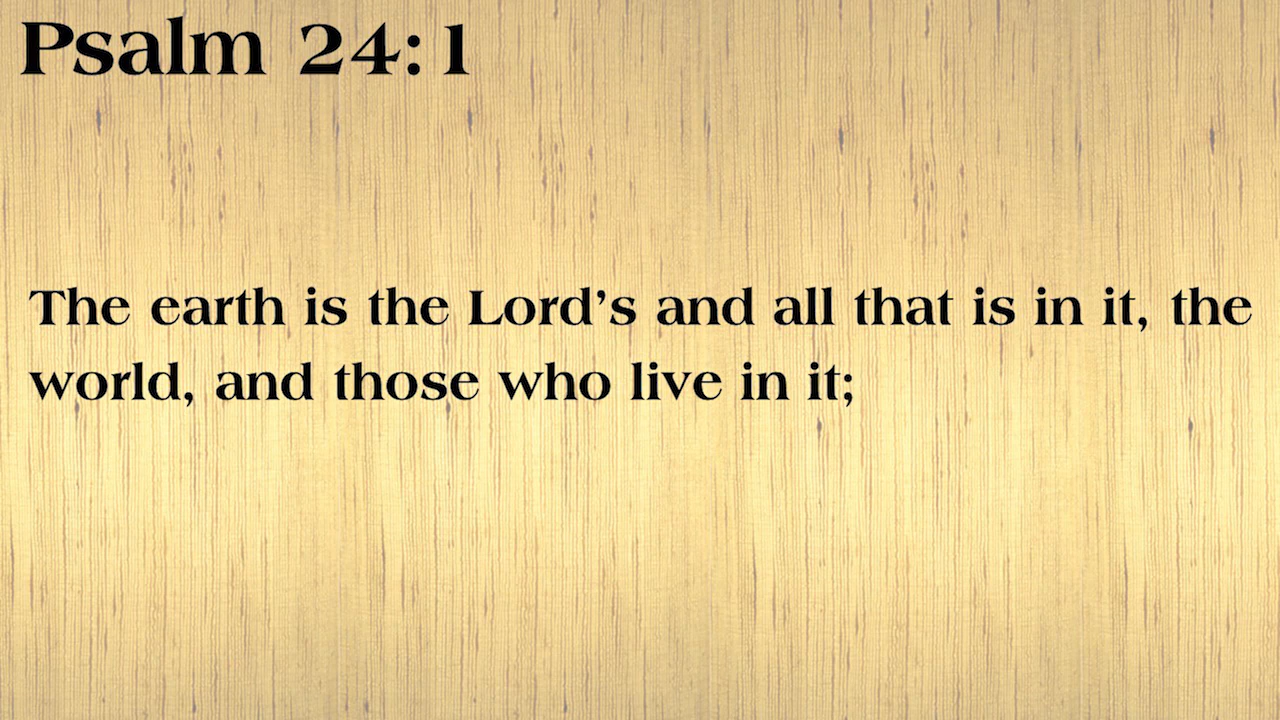 Psalm 24:1
The earth is the Lord’s and all that is in it, the
world, and those who live in it;